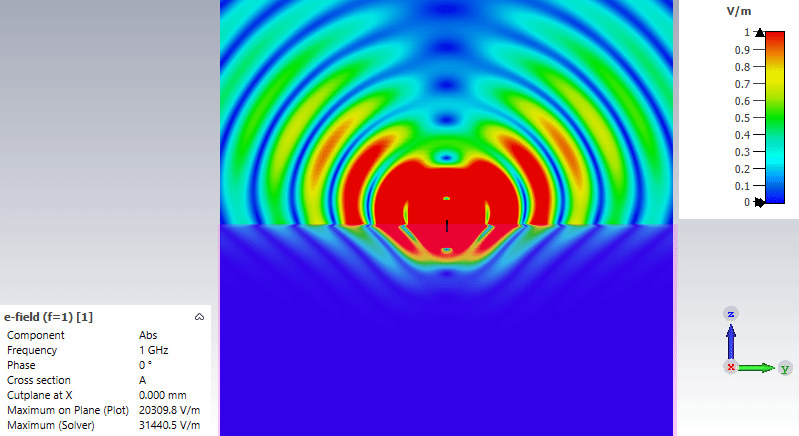 V/m
1
0.9
0.8
0.7
0.6
0.5
0.4
0.3
0.2
0.1
0
e-field (f=1) [1]
Component Abs
Frequency 1 GHz
Phase 0 °
Cross section A
Cutplane at X 0.000 mm
Maximum on Plane (Plot) 20309.8 V/m
Maximum (Solver) 31440.5 V/m
z
x
y